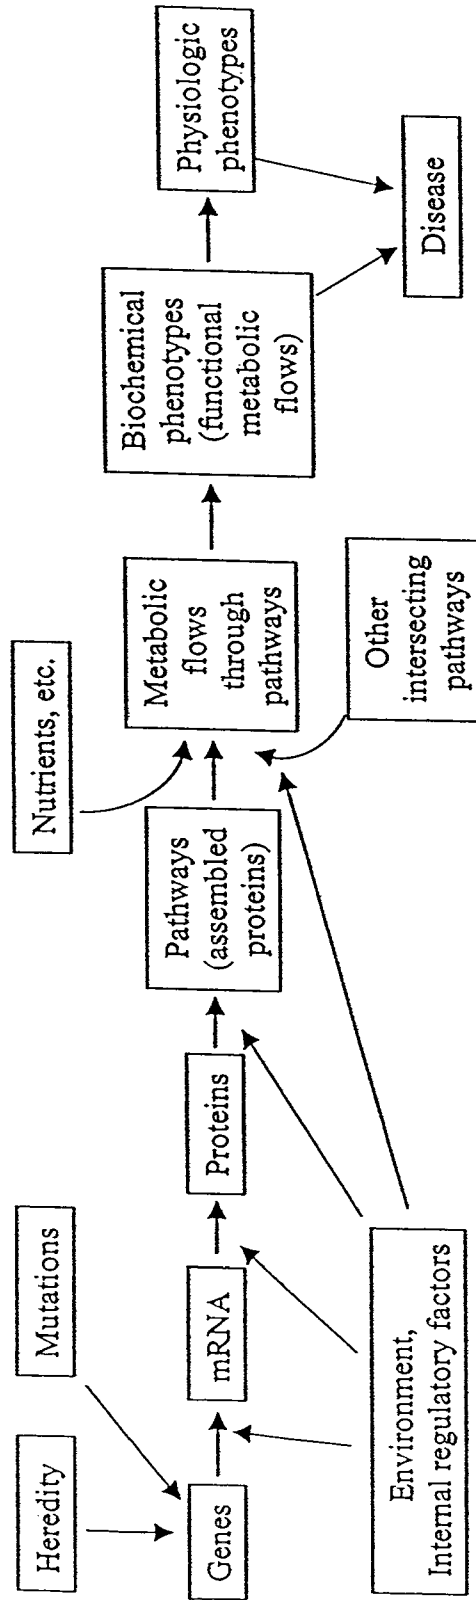 Heredity
Mutations
Nutrients, etc.
Genes
mRNA
Proteins
Pathways
(assembled
proteins)
Metabolic
flows
through
pathways
Biochemical
phenotypes
(functional
metabolic
flows)
Physiologic
phenotypes
Environment,
Internal regulatory factors
Other
intersecting
pathways
Disease